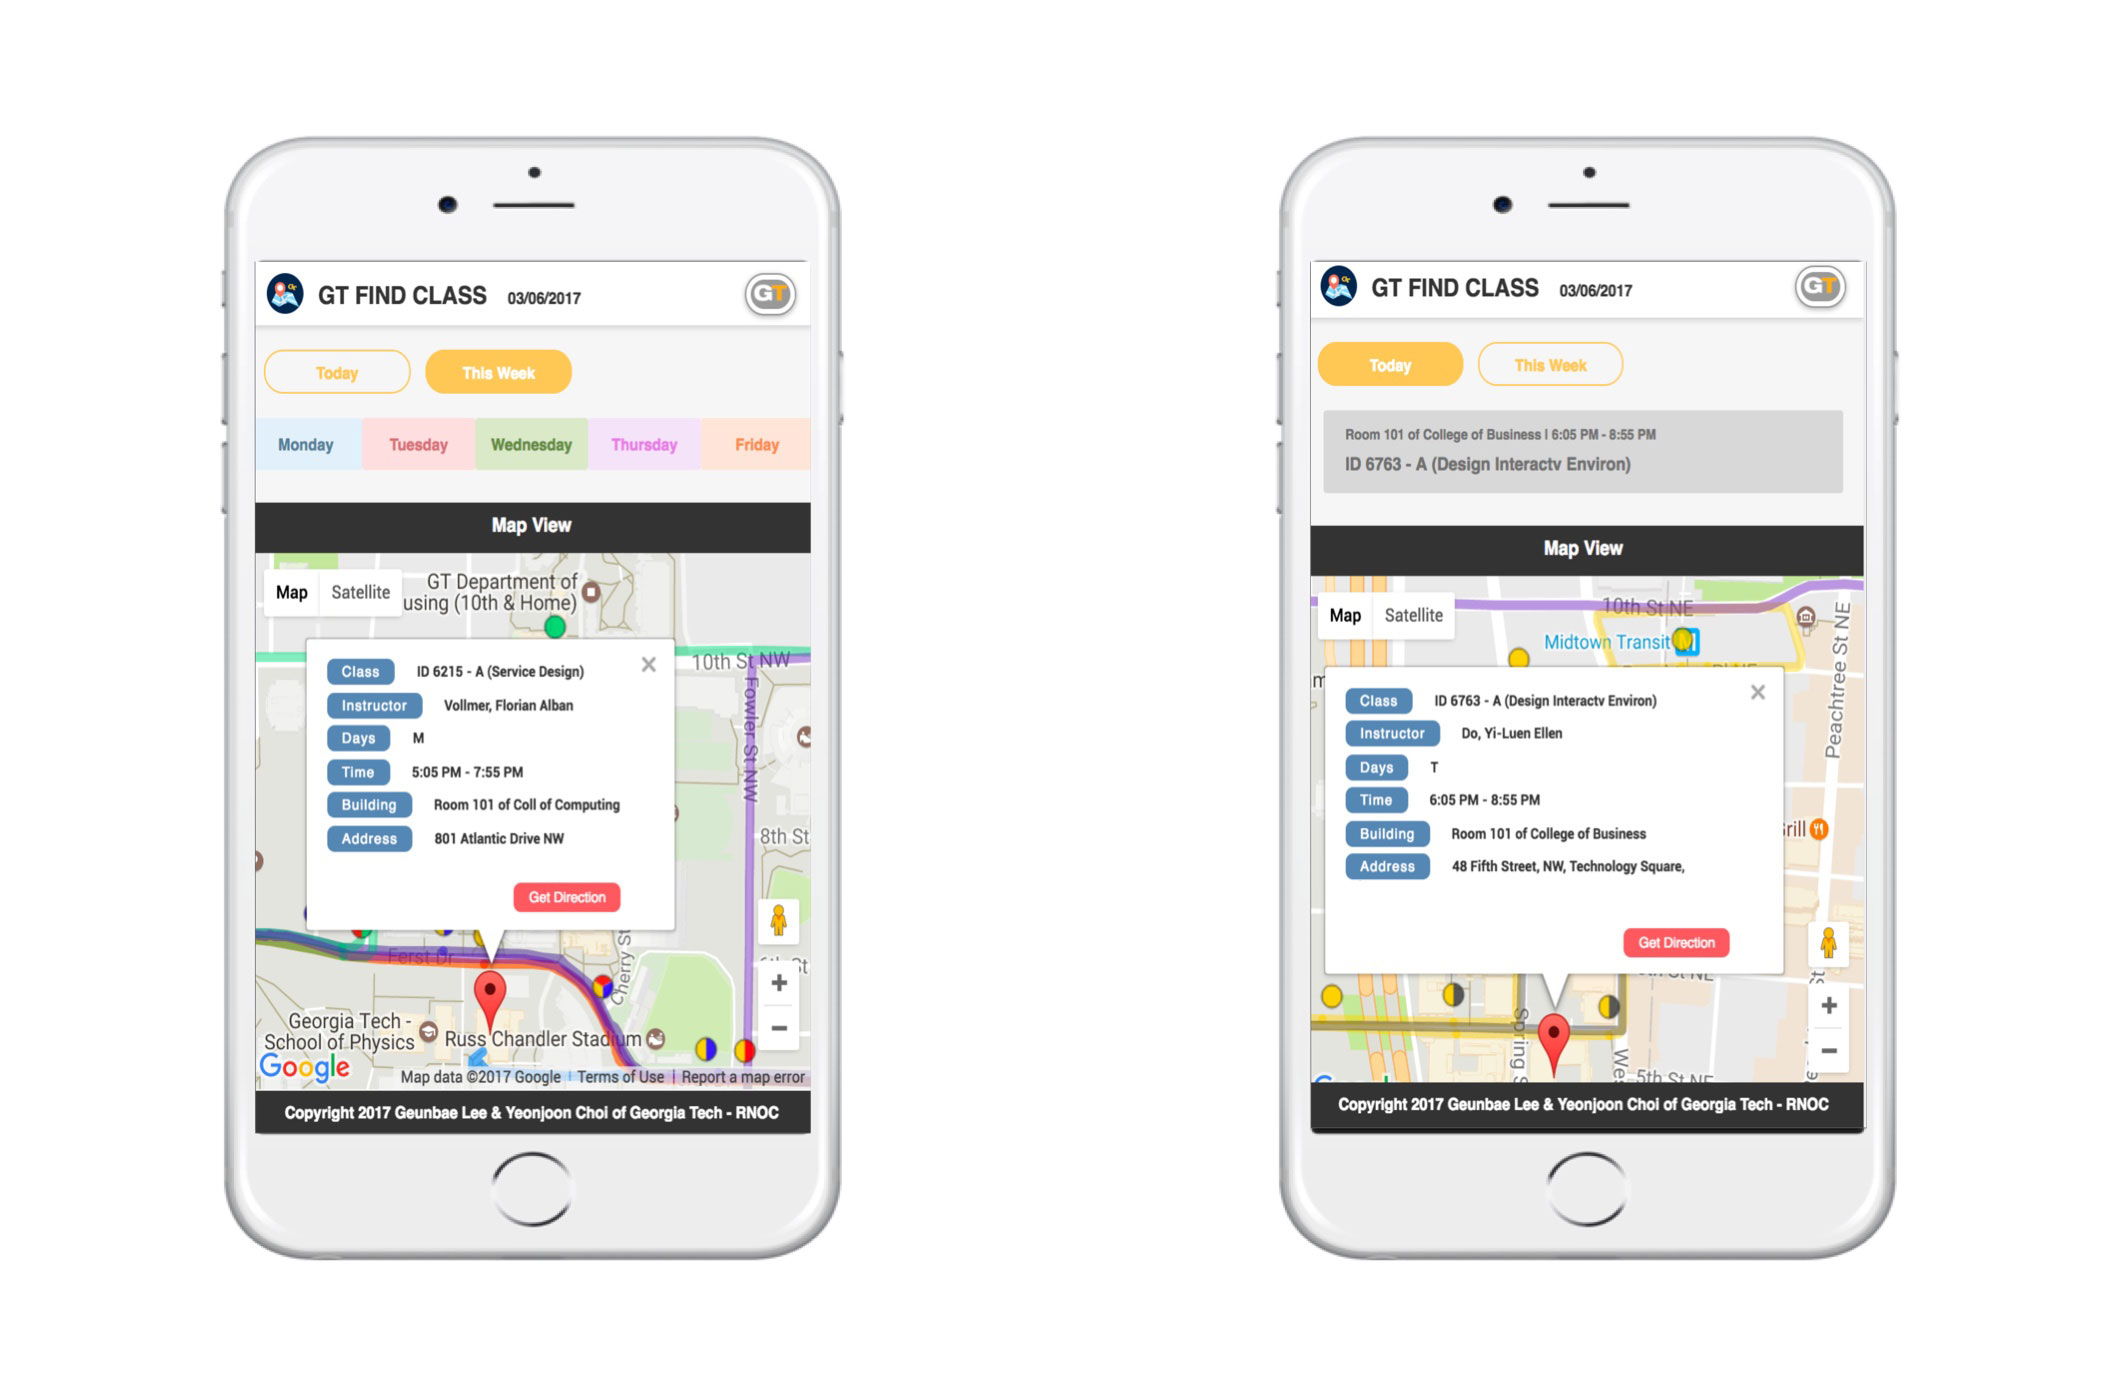 GT FIND CLASS 03/06/2017
GT
Today This Week
Monday Tuesday Wednesday Thursday Friday
Map View
Map Satellite
GT Department of
using (10th & Home)
10th St NW
Fowler St NW
Class ID 6215 - A (Service Design)
Instructor Vollmer, Florian Alban
Days M
Time 5:05 PM - 7:55 PM
Building Room 101 of Coll of Computing
Address 801 Atlantic Drive NW
Get Direction
8th St
Ferst Dr
Cherry St
Georgia Tech -
School of Physics
Russ Chandler Stadium
Google
Map data ©2017 Google Terms of Use Report a map error
Copyright 2017 Geunbae Lee & Yeonjoon Choi of Georgia Tech - RNOC
GT FIND CLASS 03/06/2017
GT
Today This Week
Room 101 of College of Business I 6:05 PM - 8:55 PM
ID 6763 - A (Design Interactv Environ)
Map View
Map Satellite
10th St NE
Midtown Transit
Peachtree St NE
Class ID 6763 - A (Design Interactv Environ)
Instructor Do, Yi-Luen Ellen
Days T
Time 6:05 PM - 8:55 PM
Building Room 101 of College of Business
Address 48 Fifth Street, NW, Technology Square,
Get Direction
rill
Spring S
Wes
5th St NE
Copyright 2017 Geunbae Lee & Yeonjoon Choi of Georgia Tech - RNOC